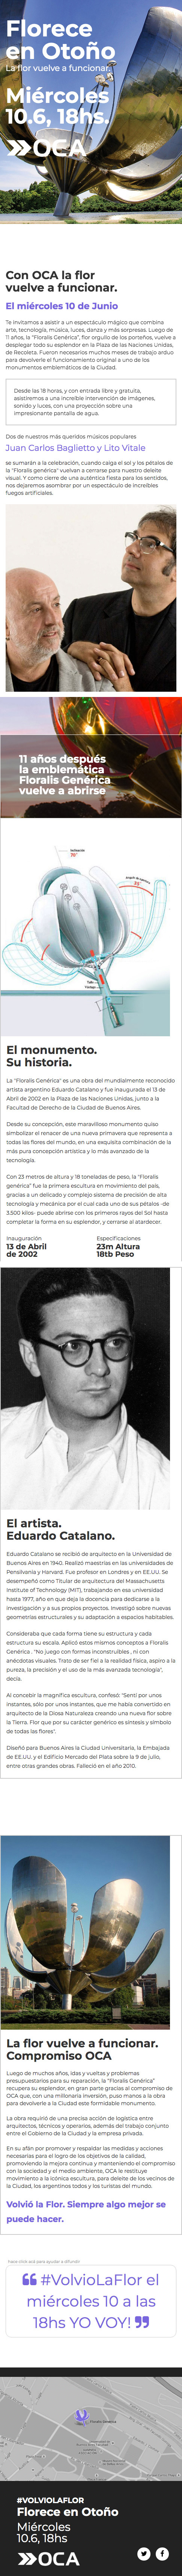 Florece
en Otoño
La flor vuelve a funcionar.
Miércoles
10.6, 18hs.
OCA
Con OCA la flor
vuelve a funcionar.
El miércoles 10 de Junio
Te invitamos a asistir a un espectáculo mágico que combina
arte, tecnología, música, luces, danza y más sorpresas. Luego de
11 años, la "Floralis Genérica", flor orgullo de los porteños, vuelve a
desplegar todo su esplendor en la Plaza de las Naciones Unidas,
de Recoleta. Fueron necesarios muchos meses de trabajo arduo
para devolverle el funcionamiento original a uno de los
monumentos emblemáticos de la Ciudad.
Desde las 18 horas, y con entrada libre y gratuita,
asistiremos a una increíble intervención de imágenes,
sonido y luces, con una proyección sobre una
impresionante pantalla de agua.
Dos de nuestros más queridos músicos populares
Juan Carlos Baglietto y Lito Vitale
se sumarán a la celebración, cuando caiga el sol y los pétalos de
la "Floralis genérica" vuelvan a cerrarse para nuestro deleite
visual. Y como cierre de una auténtica fiesta para los sentidos,
nos dejaremos asombrar por un espectáculo de increíbles
fuegos artificiales.
11 años después
la emblemática
Floralis Genérica
vuelve a abrirse
El monumento.
Su historia.
La "Floralis Genérica" es una obra del mundialmente reconocido
artista argentino Eduardo Catalano y fue inaugurada el 13 de
Abril de 2002 en la Plaza de las Naciones Unidas, junto a la
Facultad de Derecho de la Ciudad de Buenos Aires.
Desde su concepción, este maravilloso monumento quiso
simbolizar el renacer de una nueva primavera que representa a
todas las flores del mundo, en una exquisita combinación de la
más pura concepción artística y lo más avanzado de la
tecnología.
Con 23 metros de altura y 18 toneladas de peso, la "Floralis
genérica" fue la primera escultura en movimiento del país,
gracias a un delicado y complejo sistema de precisión de alta
tecnología y mecánica por el cual cada uno de sus pétalos -de
3.500 kilos- puede abrirse con los primeros rayos del Sol hasta
completar la forma en su esplendor, y cerrarse al atardecer.
Inauguración
13 de Abril
de 2002
Especificaciones
23m Altura
18tb Peso
El artista.
Eduardo Catalano.
Eduardo Catalano se recibió de arquitecto en la Universidad de
Buenos Aires en 1940. Realizó maestrías en las universidades de
Pensilvania y Harvard. Fue profesor en Londres y en EE.UU. Se
desempeñó como Titular de arquitectura del Massachusetts
Institute of Technology (MIT), trabajando en esa universidad
hasta 1977, año en que deja la docencia para dedicarse a la
investigación y a sus propios proyectos. Investigó sobre nuevas
geometrías estructurales y su adaptación a espacios habitables.
Consideraba que cada forma tiene su estructura y cada
estructura su escala. Aplicó estos mismos conceptos a Floralis
Genérica . "No juego con formas inconstruibles , ni con
anécdotas visuales. Trato de ser fiel a la realidad física, aspiro a la
pureza, la precisión y el uso de la más avanzada tecnología",
decía.
Al concebir la magnífica escultura, confesó: "Sentí por unos
instantes, sólo por unos instantes, que me había convertido en
arquitecto de la Diosa Naturaleza creando una nueva flor sobre
la Tierra, Flor que por su carácter genérico es síntesis y símbolo
de todas las flores".
Diseñó para Buenos Aires la Ciudad Universitaria, la Embajada
de EE.UU. y el Edificio Mercado del Plata sobre la 9 de julio,
entre otras grandes obras. Falleció en el año 2010.
La flor vuelve a funcionar.
Compromiso OCA
Luego de muchos años, idas y vueltas y problemas
presupuestarios para su reparación, la "Floralis Genérica"
recupera su esplendor, en gran parte gracias al compromiso de
OCA que, con una millonaria inversión, puso manos a la obra
para devolverle a la Ciudad este formidable monumento.
La obra requirió de una precisa acción de logística entre
arquitectos, técnicos y operarios, además del trabajo conjunto
entre el Gobierno de la Ciudad y la empresa privada.
En su afán por promover y espaldar las medidas y acciones
necesarias para el logro de los objetivos de la ciudad,
procurando la mejora continua y manteniendo el compromiso
con la sociedad y el medio ambiente, OCA le restituye
movimiento a la icónica escultura, para deleite de los vecinos de
la Ciudad, los argentinos todos y los turistas del mundo.
Volvió la Flor. Siempre algo mejor se
puede hacer.
hace click acá para ayudar a difundir
❝ #VolvioLaFlor el
miércoles 10 a las
18hs YO VOY! ❞
Floralis Genérica
#VOLVIOLAFLOR
Florece en Otoño
Miércoles
10.6, 18hs
OCA